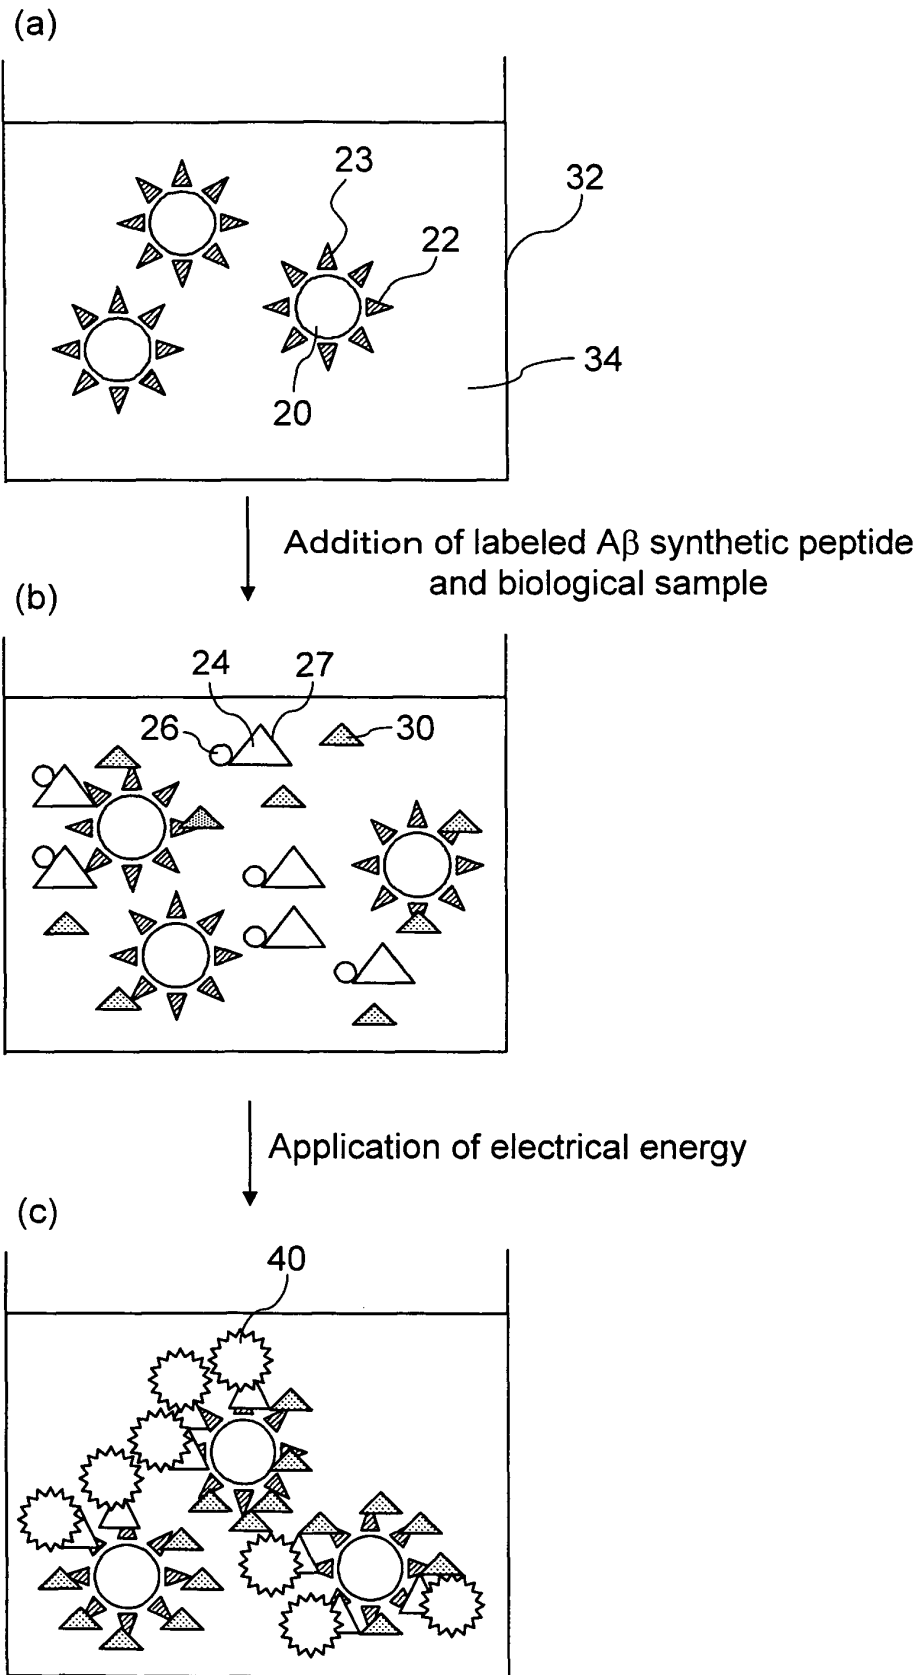 (a)
23
32
22
34
20
Addition of labeled Aβ synthetic peptide
and biological sample
(b)
24
27
26
30
Application of electrical energy
(c)
40